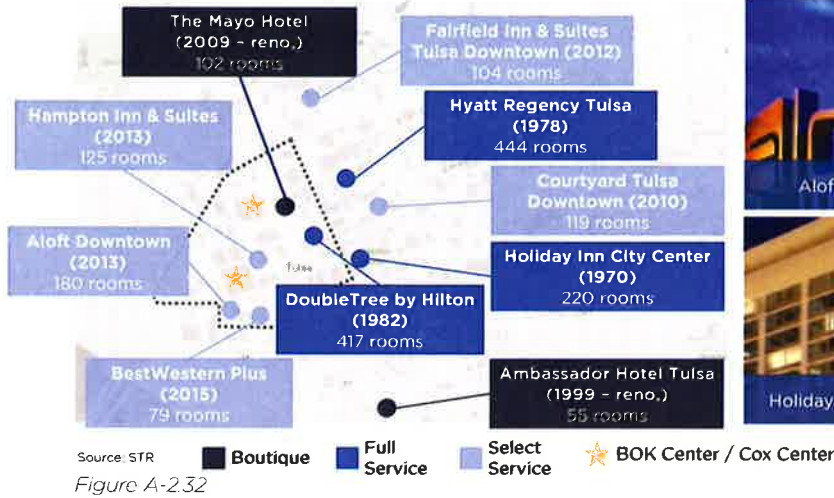 The Mayo Hotel
(2009 – reno.)
102 rooms
Fairfield Inn & Suites
Tulsa Downtown (2012)
104 rooms
Hampton Inn & Suites
(2013)
125 rooms
Hyatt Regency Tulsa
(1978)
444 rooms
Courtyard Tulsa
Downtown (2010)
119 rooms
Aloft Downtown
(2013)
180 rooms
Tulsa
Holiday Inn City Center
(1970)
220 rooms
DoubleTree by Hilton
(1982)
417 rooms
BestWestern Plus
(2015)
79 rooms
Ambassador Hotel Tulsa
(1999 – reno.)
55 rooms
Alof
Holiday
Source: STR
Boutique
Full
Service
Select
Service
BOK Center / Cox Center
Figure A-2.32